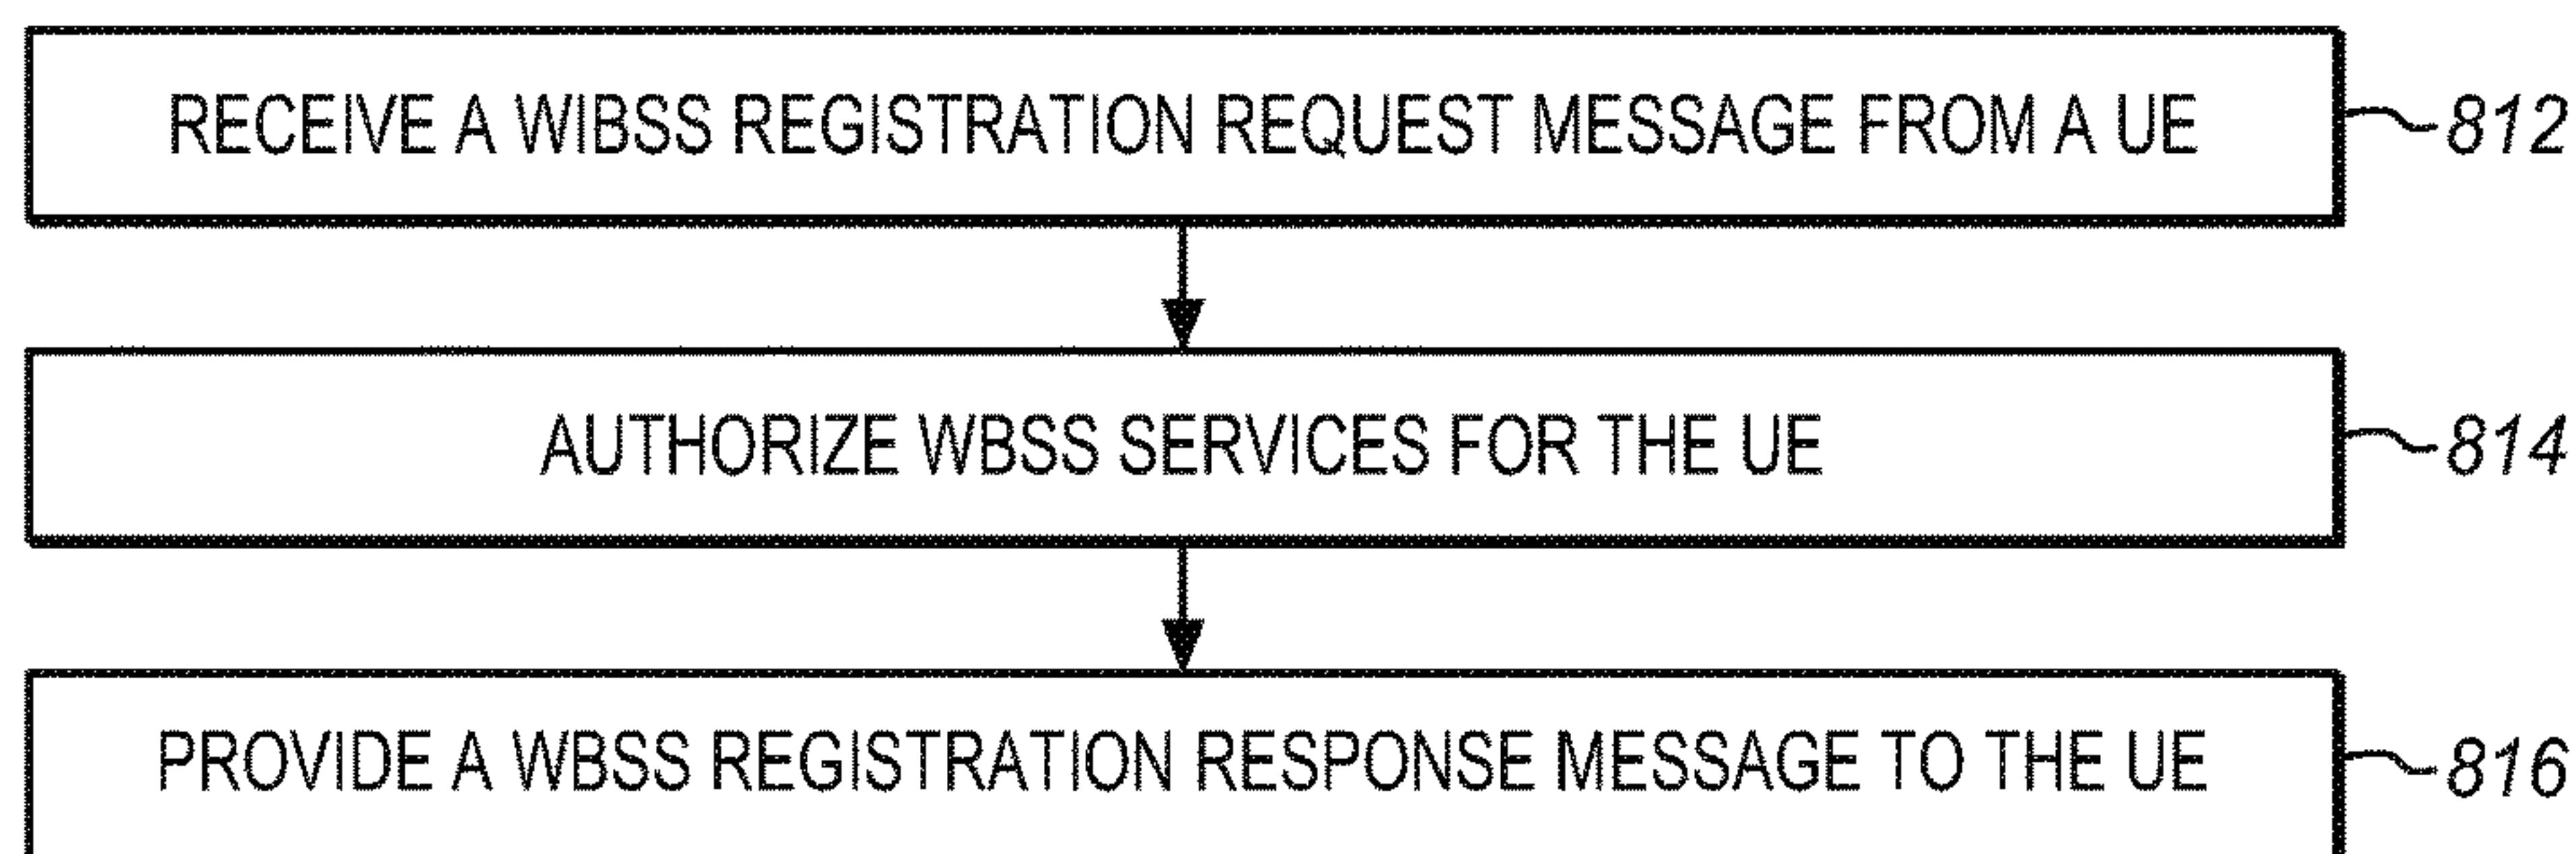 RECEIVE A WIBSS REGISTRATION REQUEST MESSAGE FROM A UE 812
AUTHORIZE WBSS SERVICES FOR THE UE 814
PROVIDE A WBSS REGISTRATION RESPONSE MESSAGE TO THE UE 816